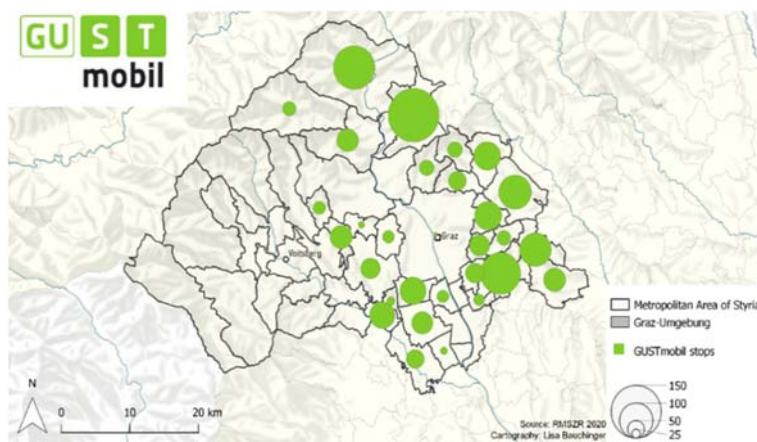 GUST
mobil
Graz
Voitsberg
Metropolitan Area of Styria
Graz-Umgebung
GUSTmobil stops
150
100
50
25
N
0 10 20 km
Source: RMSZR 2020
Cartography: Lisa Bauchinger